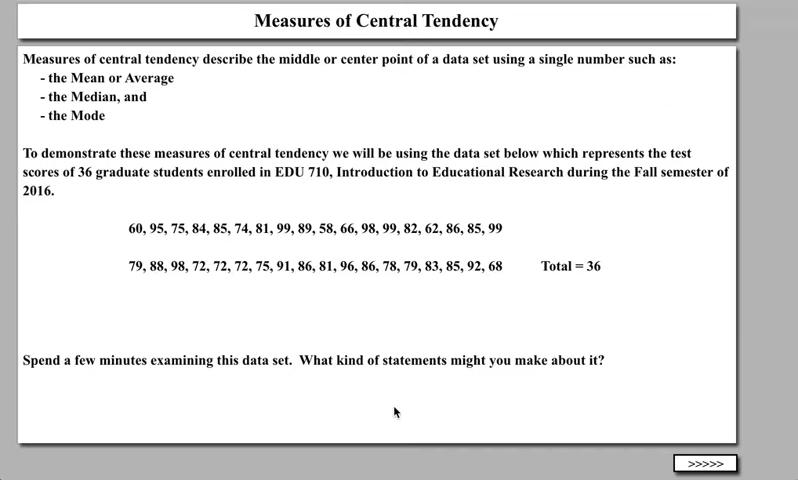 Measures of Central Tendency
Measures of central tendency describe the middle or center point of a data set using a single number such as:
- the Mean or Average
- the Median, and
- the Mode
To demonstrate these measures of central tendency we will be using the data set below which represents the test
scores of 36 graduate students enrolled in EDU 710, Introduction to Educational Research during the Fall semester of
2016.
60, 95, 75, 84, 85, 74, 81, 99, 89, 58, 66, 98, 99, 82, 62, 86, 85, 99
79, 88, 98, 72, 72, 72, 75, 91, 86, 81, 96, 86, 78, 79, 83, 85, 92, 68 Total = 36
Spend a few minutes examining this data set. What kind of statements might you make about it?
>>>>>